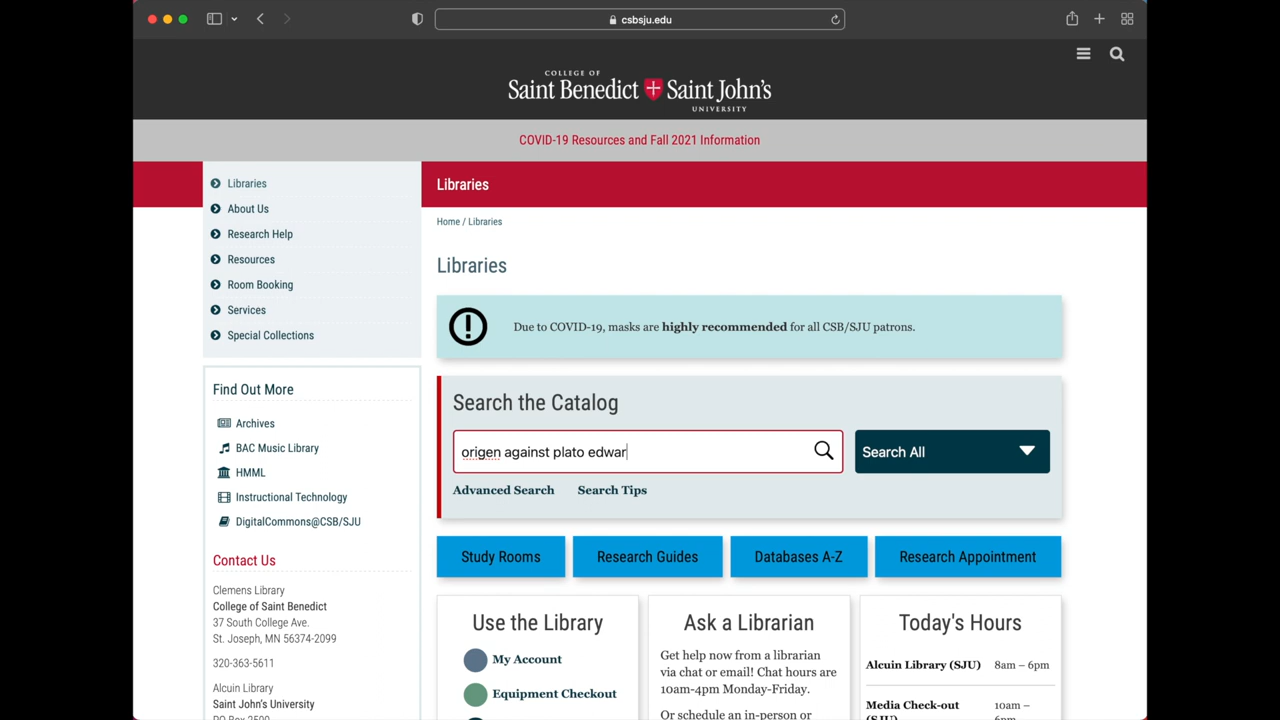 csbsju.edu
COLLEGE OF
Saint Benedict Saint John's
UNIVERSITY
COVID-19 Resources and Fall 2021 Information
Libraries
About Us
Research Help
Resources
Room Booking
Services
Special Collections
Find Out More
Archives
BAC Music Library
HMML
Instructional Technology
DigitalCommons@CSB/SJU
Contact Us
Clemens Library
College of Saint Benedict
37 South College Ave.
St. Joseph, MN 56374-2099
320-363-5611
Alcuin Library
Saint John's University
PO Box 2500
Libraries
Home / Libraries
Libraries
Due to COVID-19, masks are highly recommended for all CSB/SJU patrons.
Search the Catalog
origen against plato edwar
Search All
Advanced Search Search Tips
Study Rooms
Research Guides
Databases A-Z
Research Appointment
Use the Library
My Account
Equipment Checkout
Ask a Librarian
Get help now from a librarian
via chat or email! Chat hours are
10am-4pm Monday-Friday.
Or schedule an in-person or
Today's Hours
Alcuin Library (SJU) 8am – 6pm
Media Check-out 10am –
(SJU) 6pm